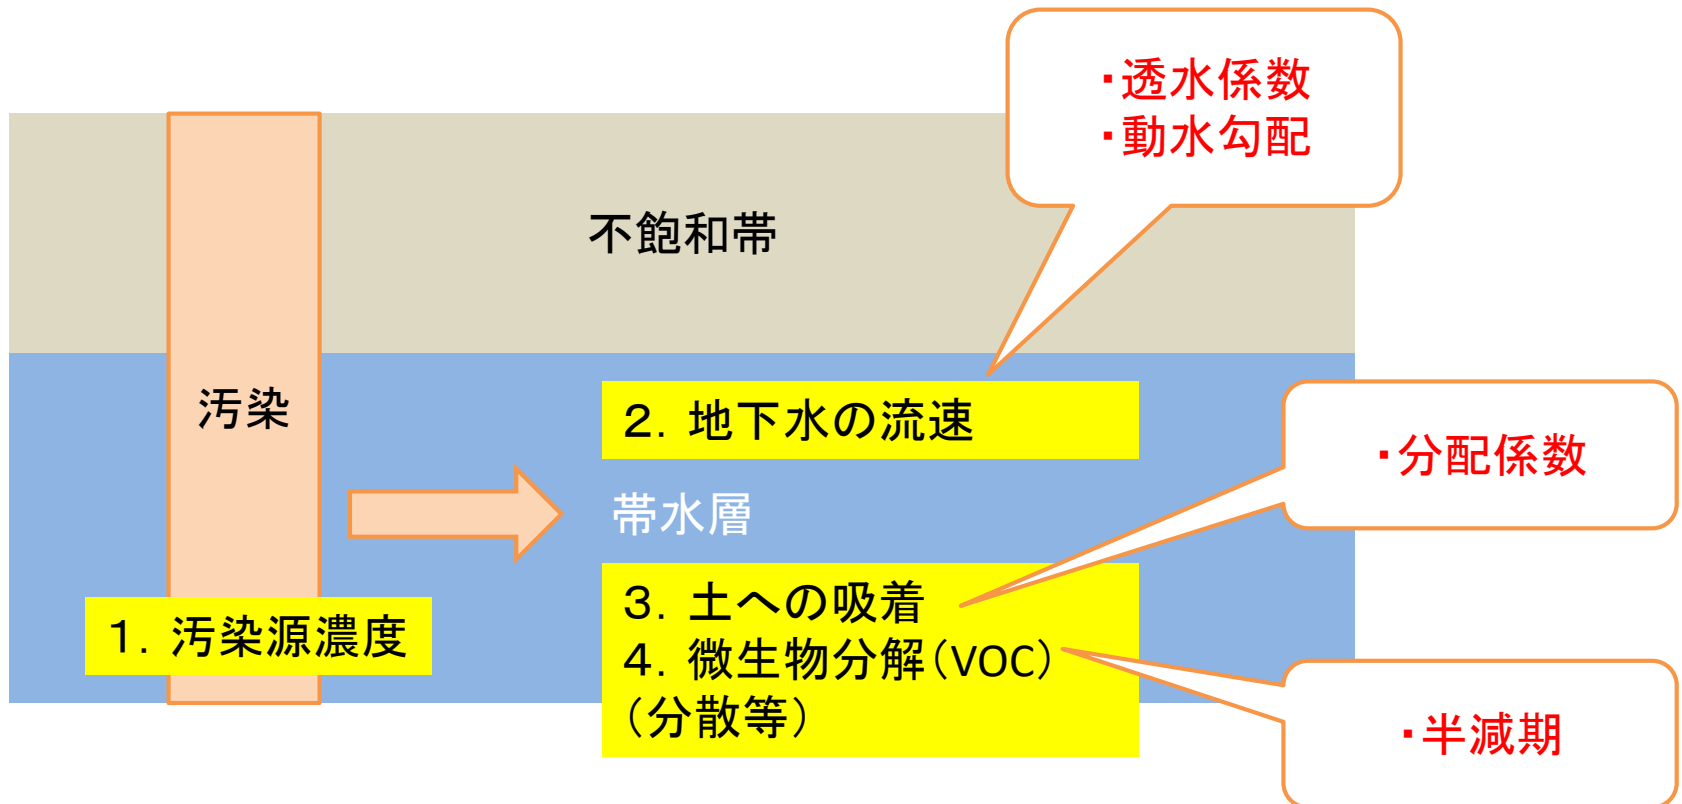 ・透水係数
・動水勾配
不飽和帯
汚染
２．地下水の流速
・分配係数
帯水層
３．土への吸着
４．微生物分解（VOC）
（分散等）
１．汚染源濃度
・半減期